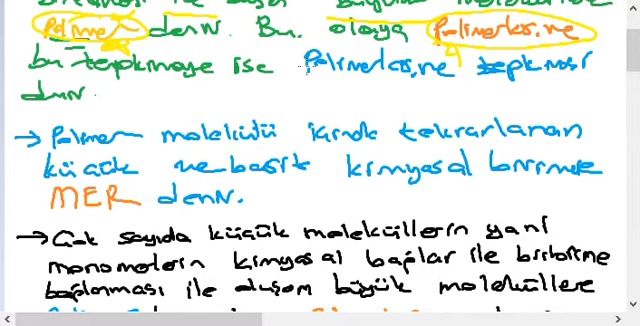 Polimer denir. Bu olaya Polimerleşme
bu tepkimeye ise Polimerleşme tepkimesi
denir.
→ Polimer molekülü içinde tekrarlanan
küçük ve basit kimyasal birime
MER denir.
→ Çok sayıda küçük moleküllerin yani
monomerlerin kimyasal bağlar ile birbirine
bağlanması ile oluşan büyük moleküllere